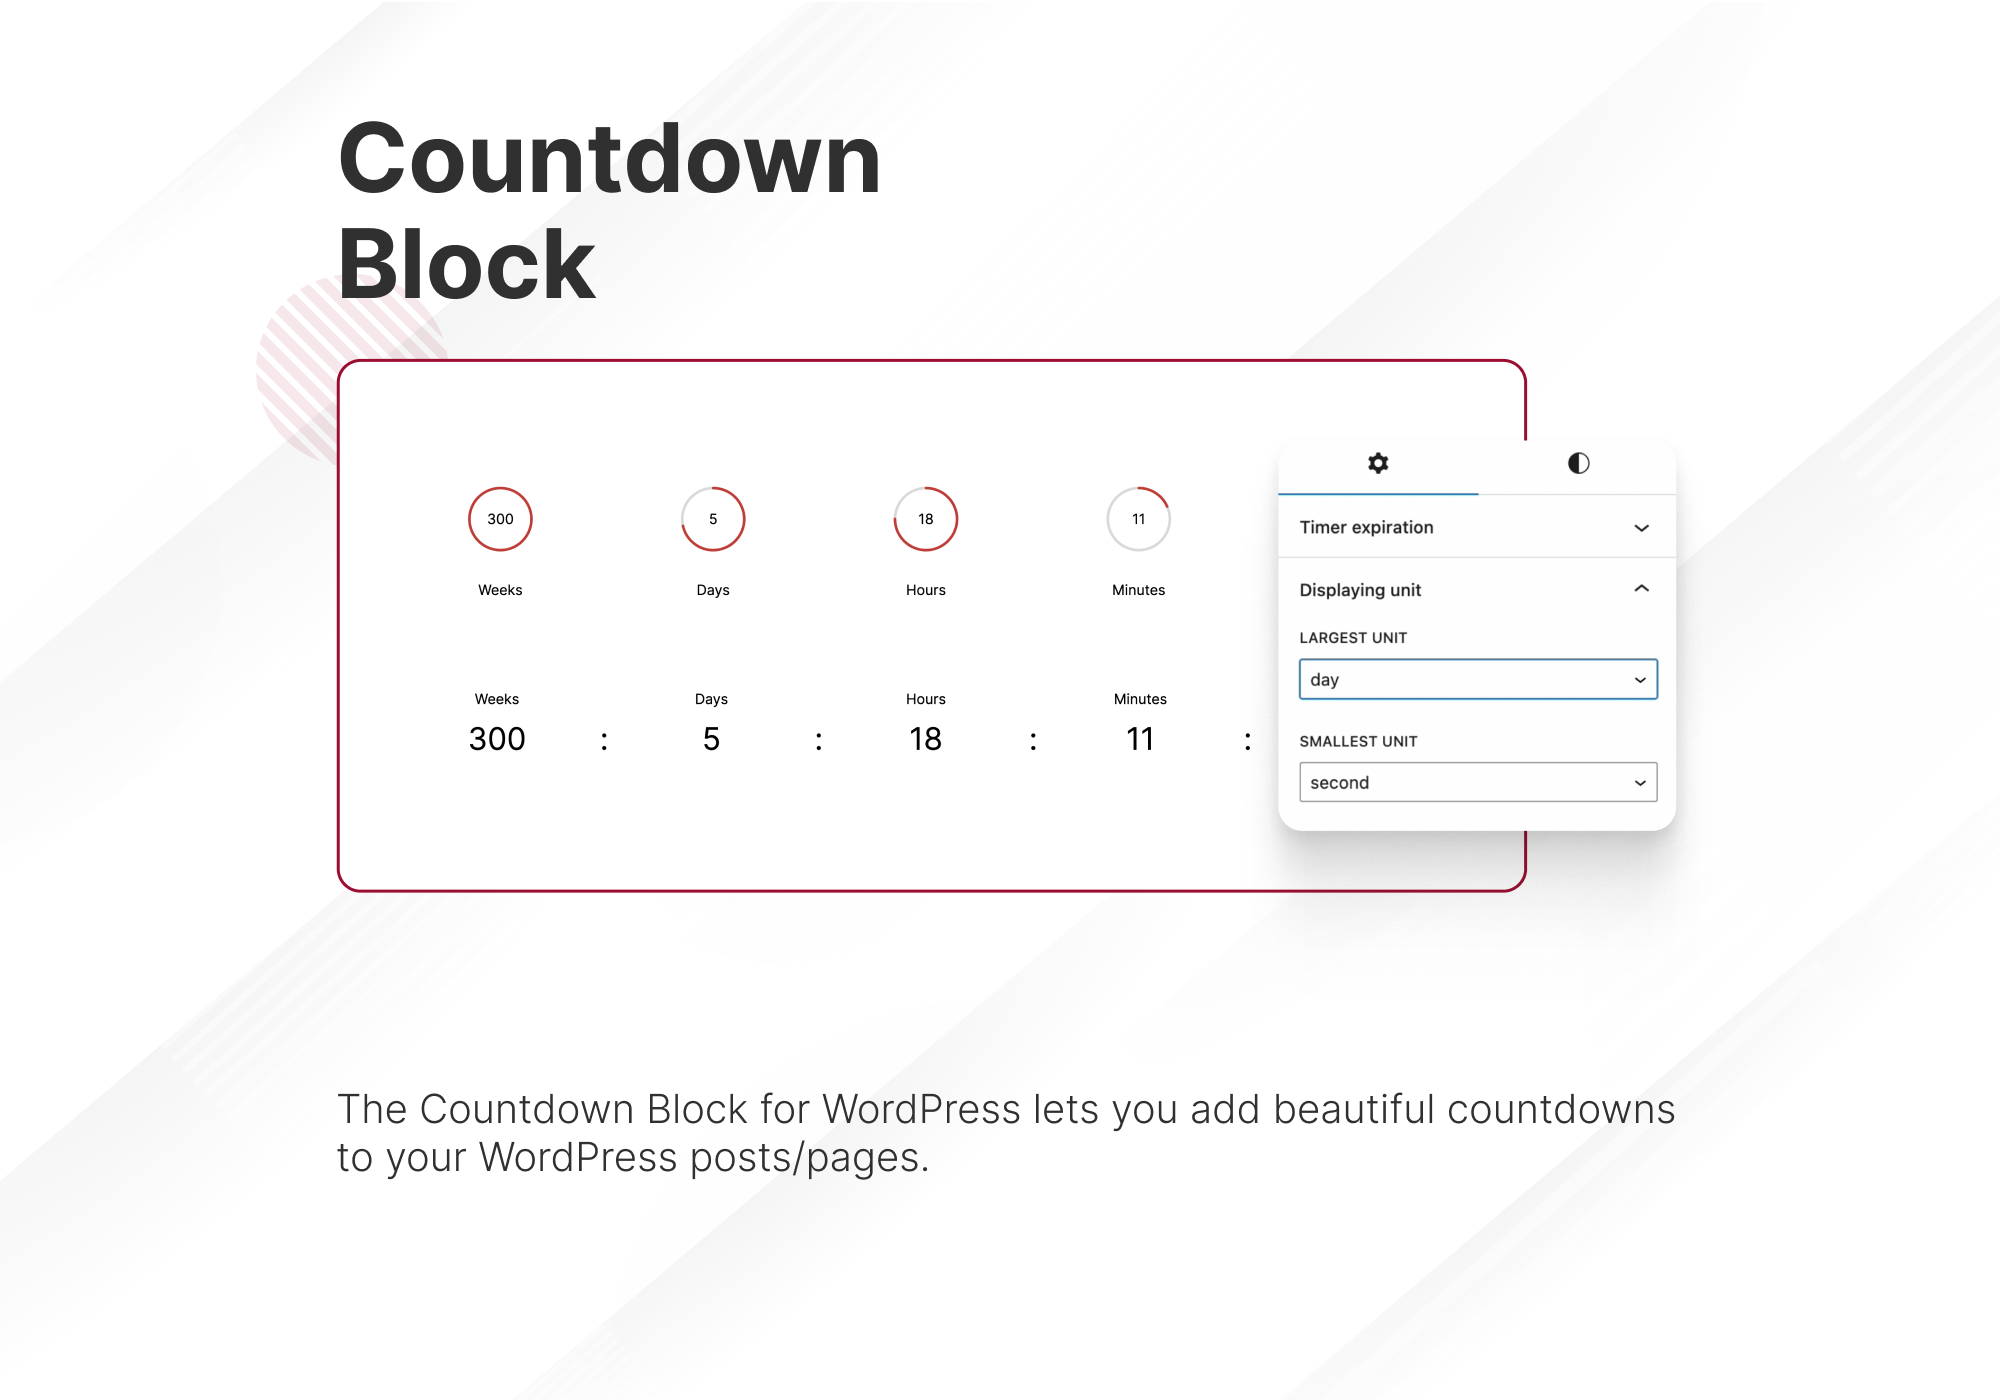 Countdown
Block
300 5 18 11
Weeks Days Hours Minutes
Weeks Days Hours Minutes
300 : 5 : 18 : 11 :
Timer expiration
Displaying unit
LARGEST UNIT
day
SMALLEST UNIT
second
The Countdown Block for WordPress lets you add beautiful countdowns
to your WordPress posts/pages.